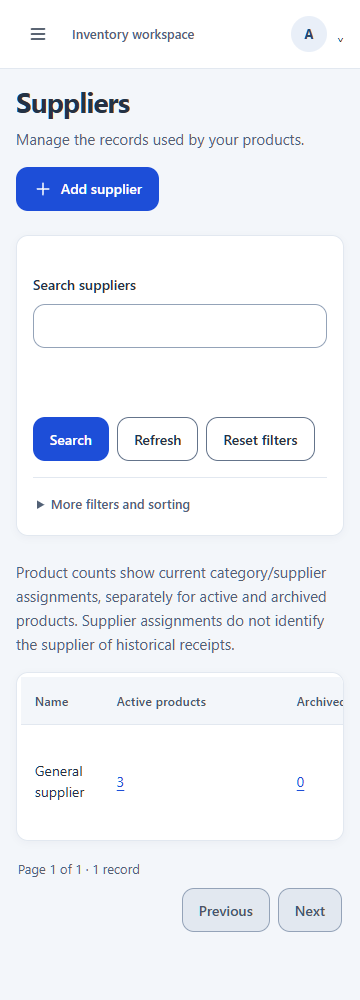 Inventory workspace
A
Suppliers
Manage the records used by your products.
Add supplier
Search suppliers
Search
Refresh
Reset filters
More filters and sorting
Product counts show current category/supplier
assignments, separately for active and archived
products. Supplier assignments do not identify
the supplier of historical receipts.
Name
Active products
Archived
General
supplier
3
0
Page 1 of 1 · 1 record
Previous
Next